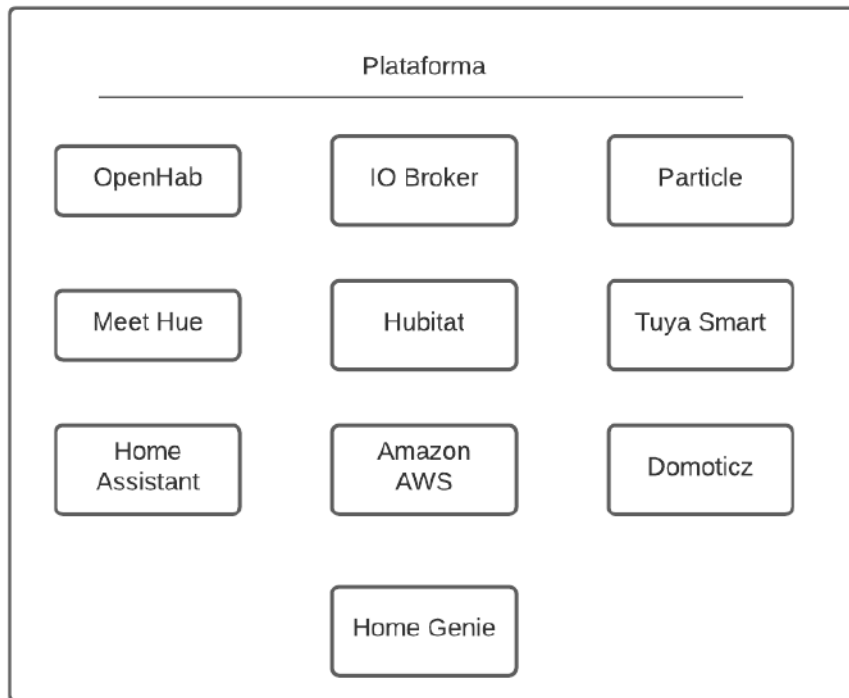 Plataforma
OpenHab
IO Broker
Particle
Meet Hue
Hubitat
Tuya Smart
Home
Assistant
Amazon
AWS
Domoticz
Home Genie